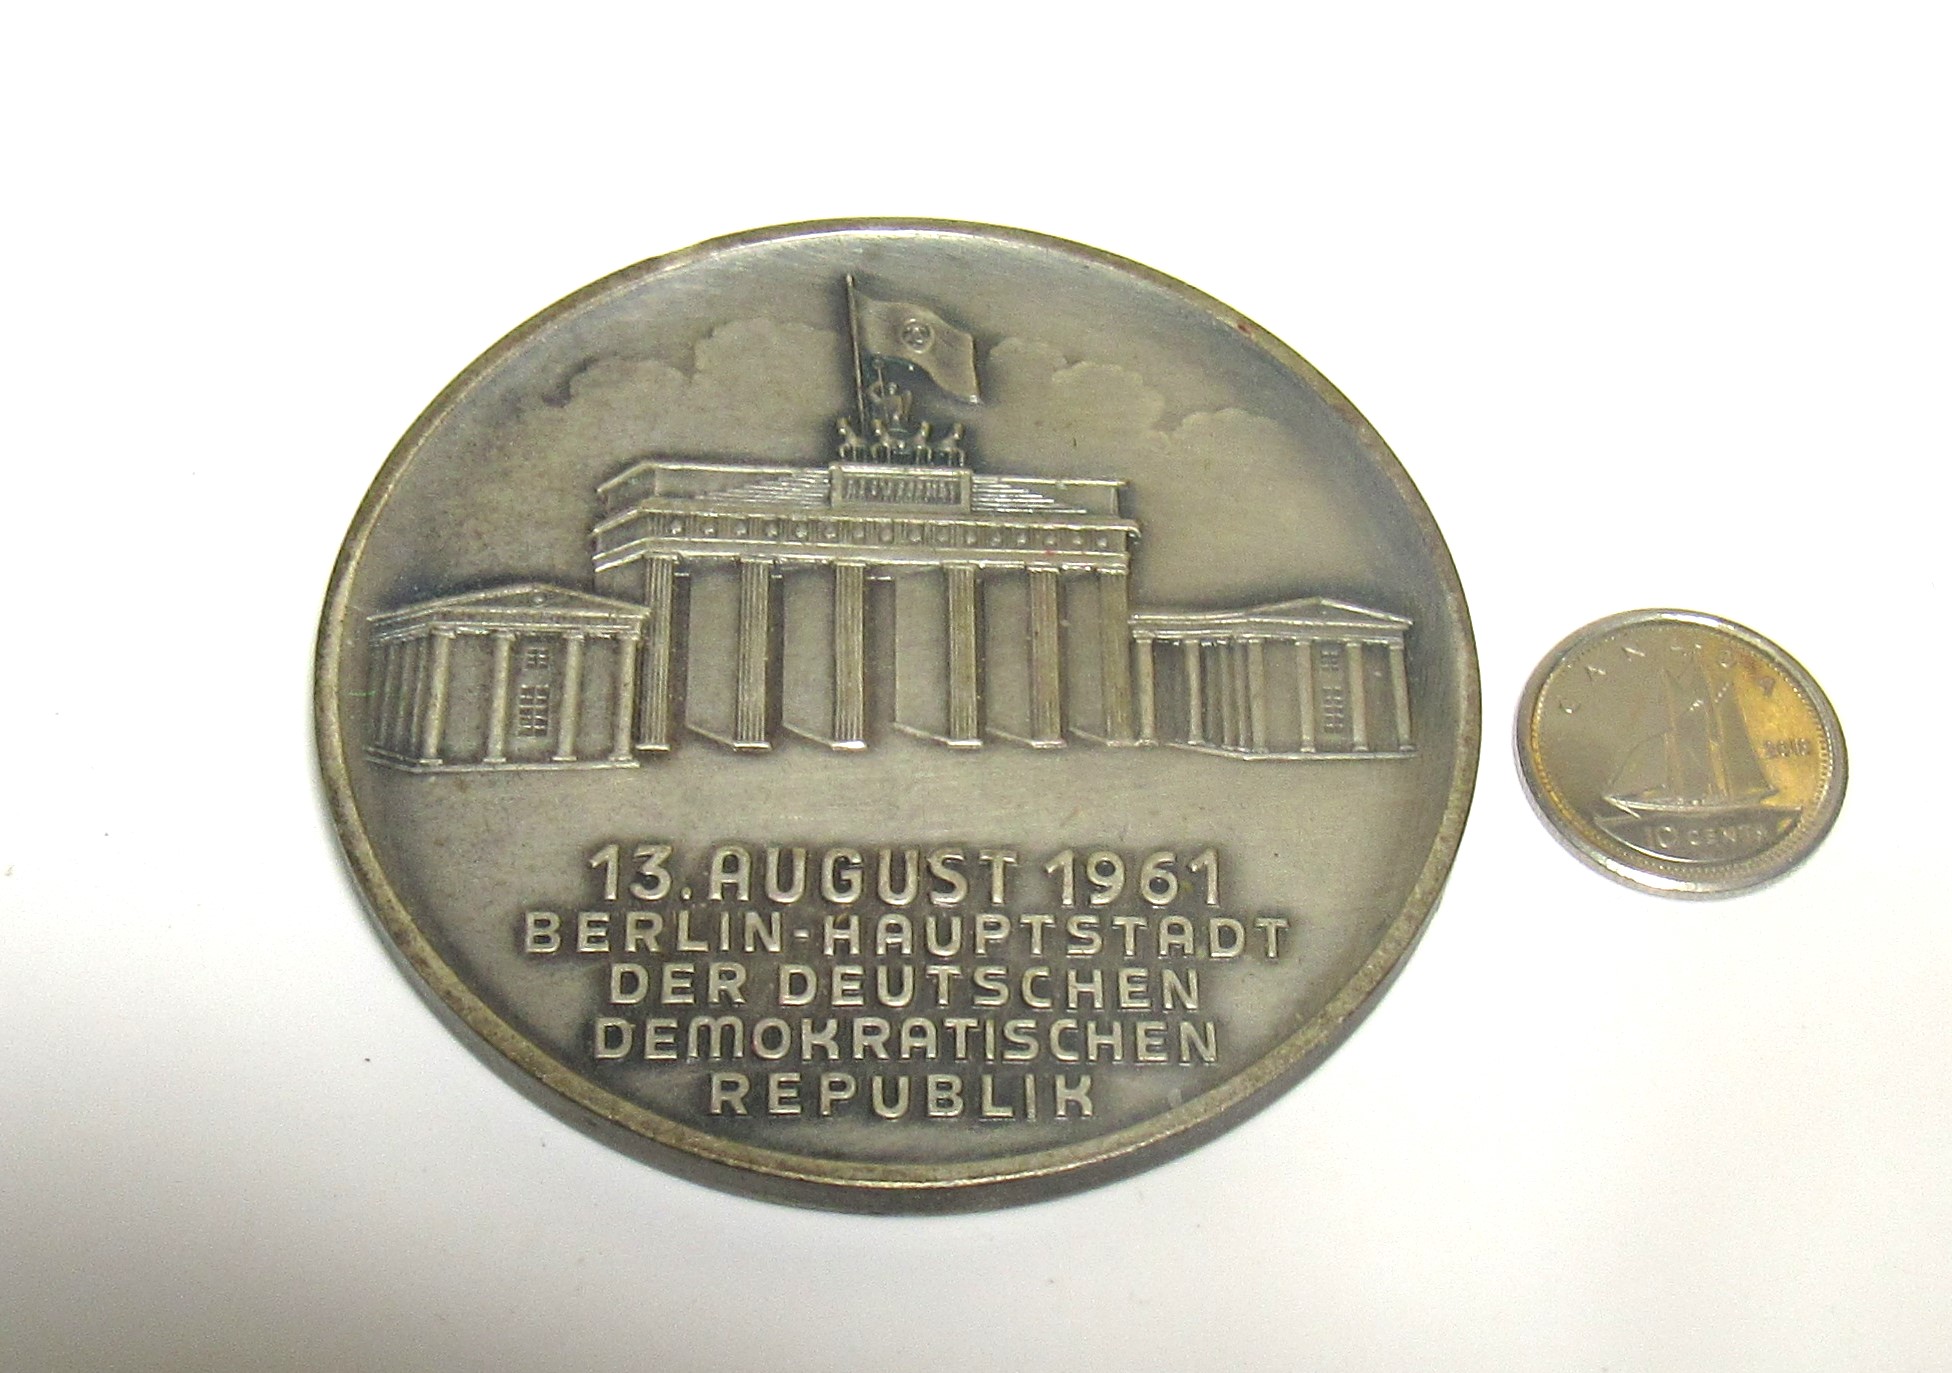 13. AUGUST 1961
BERLIN-HAUPTSTADT
DER DEUTSCHEN
DEMOKRATISCHEN
REPUBLIK
CANADA
10 CENTS